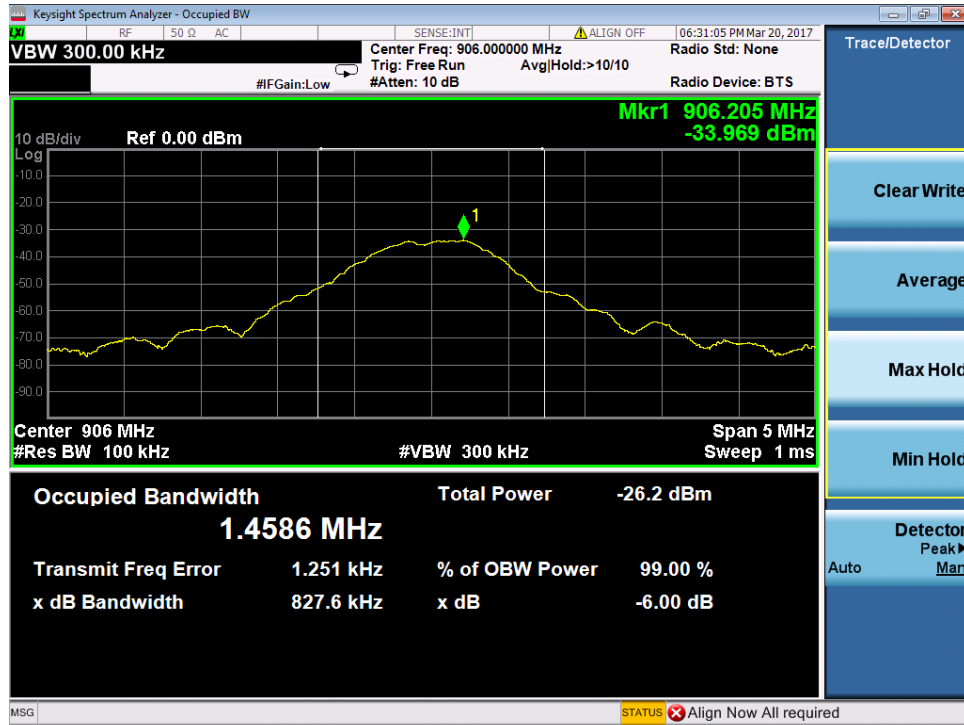 Keysight Spectrum Analyzer - Occupied BW
LXI RF 50 Ω AC SENSE:INT ALIGN OFF 06:31:05 PM Mar 20, 2017
VBW 300.00 kHz
Center Freq: 906.000000 MHz Radio Std: None
Trig: Free Run Avg|Hold:>10/10
#IFGain:Low #Atten: 10 dB Radio Device: BTS
Trace/Detector
Mkr1 906.205 MHz
-33.969 dBm
10 dB/div Ref 0.00 dBm
Log
-10.0
-20.0
-30.0
-40.0
-50.0
-60.0
-70.0
-80.0
-90.0
1
Center 906 MHz Span 5 MHz
#Res BW 100 kHz #VBW 300 kHz Sweep 1 ms
Occupied Bandwidth Total Power -26.2 dBm
1.4586 MHz
Transmit Freq Error 1.251 kHz % of OBW Power 99.00 %
x dB Bandwidth 827.6 kHz x dB -6.00 dB
Clear Write
Average
Max Hold
Min Hold
Detector
Peak
Auto Man
MSG STATUS Align Now All required